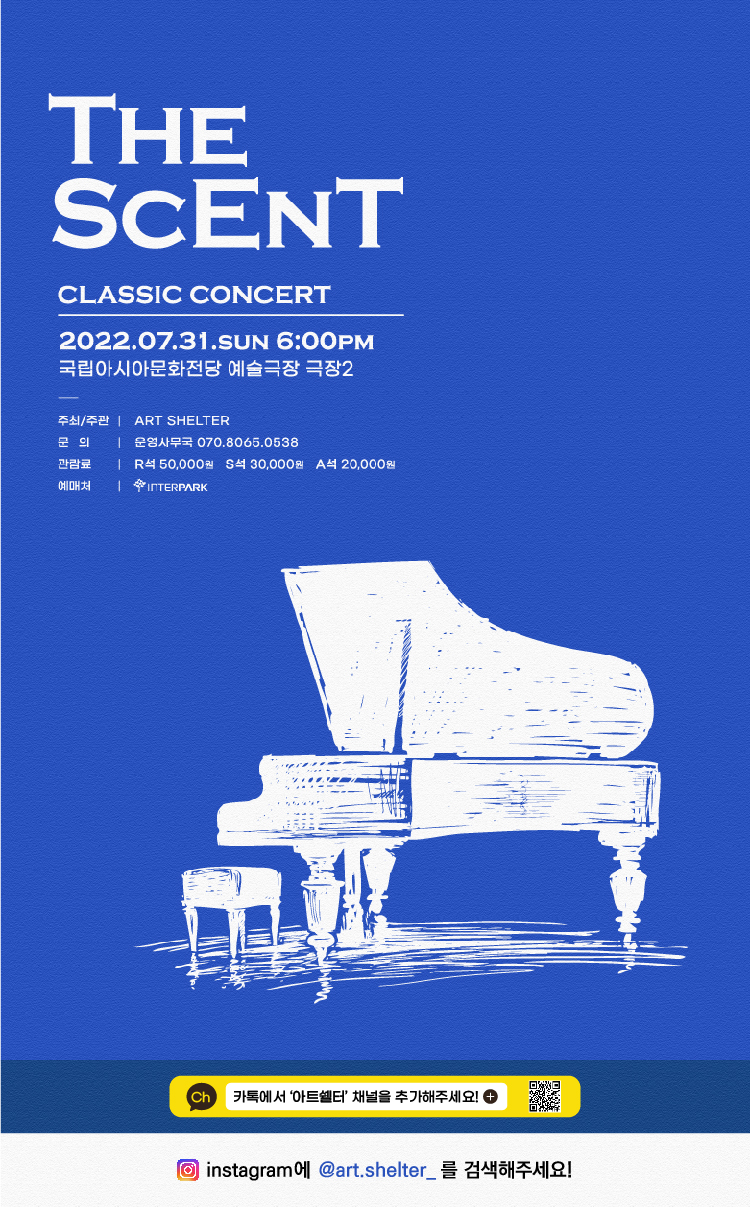 THE
SCENT
CLASSIC CONCERT
2022.07.31.SUN 6:00PM
국립아시아문화전당 예술극장 극장2
주최/주관 | ART SHELTER
문 의 | 운영사무국 070.8065.0538
관람료 | R석 50,000원 S석 30,000원 A석 20,000원
예매처 | INTERPARK
Ch 카톡에서 '아트쉘터' 채널을 추가해주세요!
instagram에 @art.shelter_ 를 검색해주세요!